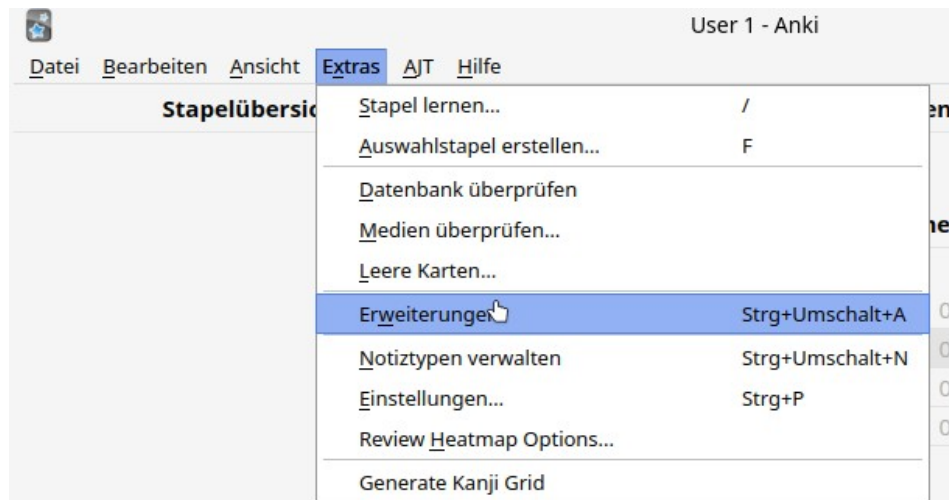 User 1 - Anki
Datei Bearbeiten Ansicht Extras AJT Hilfe
Stapelübersic
Stapel lernen... /
Auswahlstapel erstellen... F
Datenbank überprüfen
Medien überprüfen...
Leere Karten...
Erweiterungen Strg+Umschalt+A
Notiztypen verwalten Strg+Umschalt+N
Einstellungen... Strg+P
Review Heatmap Options...
Generate Kanji Grid